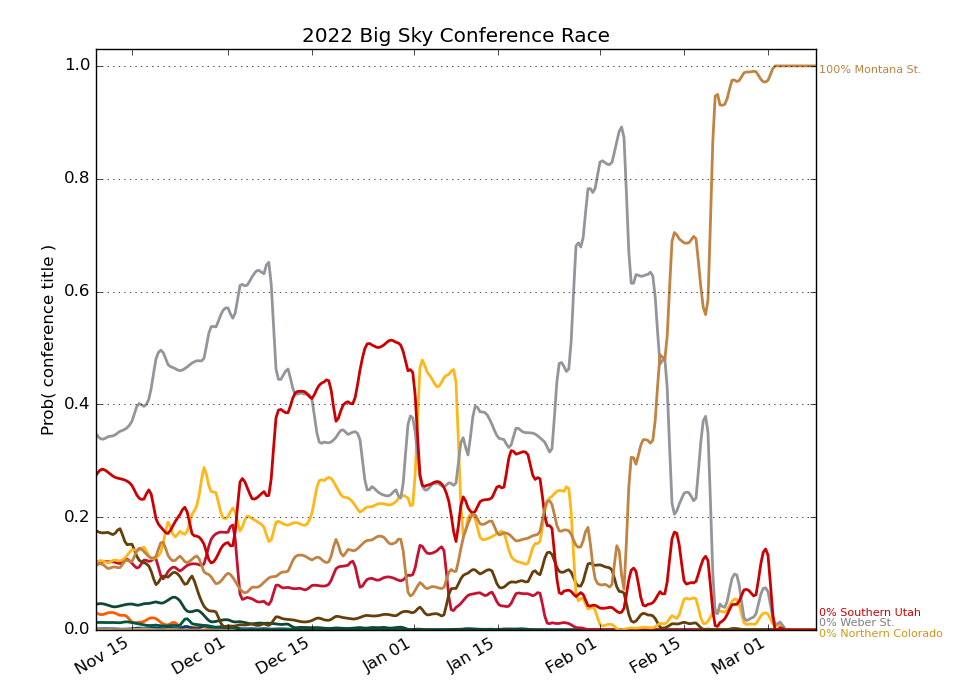 2022 Big Sky Conference Race
Prob( conference title )
1.0
0.8
0.6
0.4
0.2
0.0
100% Montana St.
0% Southern Utah
0% Weber St.
0% Northern Colorado
Nov 15
Dec 01
Dec 15
Jan 01
Jan 15
Feb 01
Feb 15
Mar 01